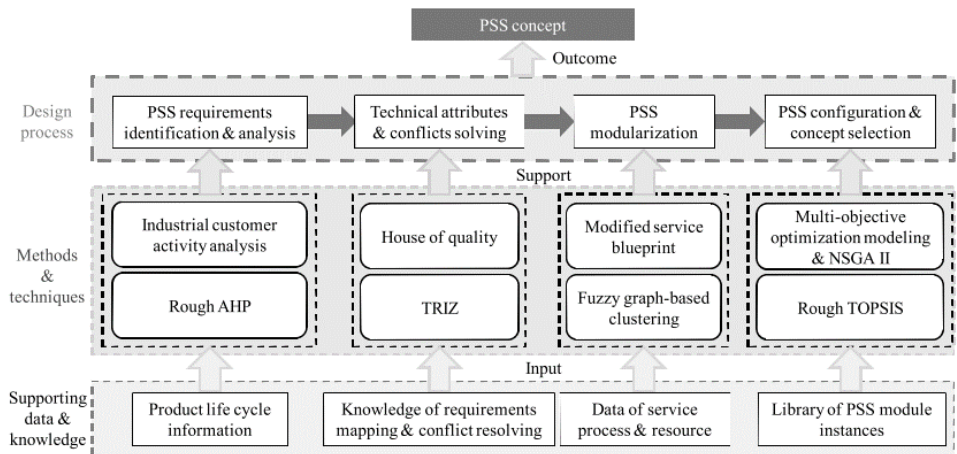 PSS concept
Outcome
Design
process
PSS requirements
identification & analysis
Technical attributes
& conflicts solving
PSS
modularization
PSS configuration &
concept selection
Support
Methods
&
techniques
Industrial customer
activity analysis
Rough AHP
House of quality
TRIZ
Modified service
blueprint
Fuzzy graph-based
clustering
Multi-objective
optimization modeling
& NSGA II
Rough TOPSIS
Input
Supporting
data &
knowledge
Product life cycle
information
Knowledge of requirements
mapping & conflict resolving
Data of service
process & resource
Library of PSS module
instances